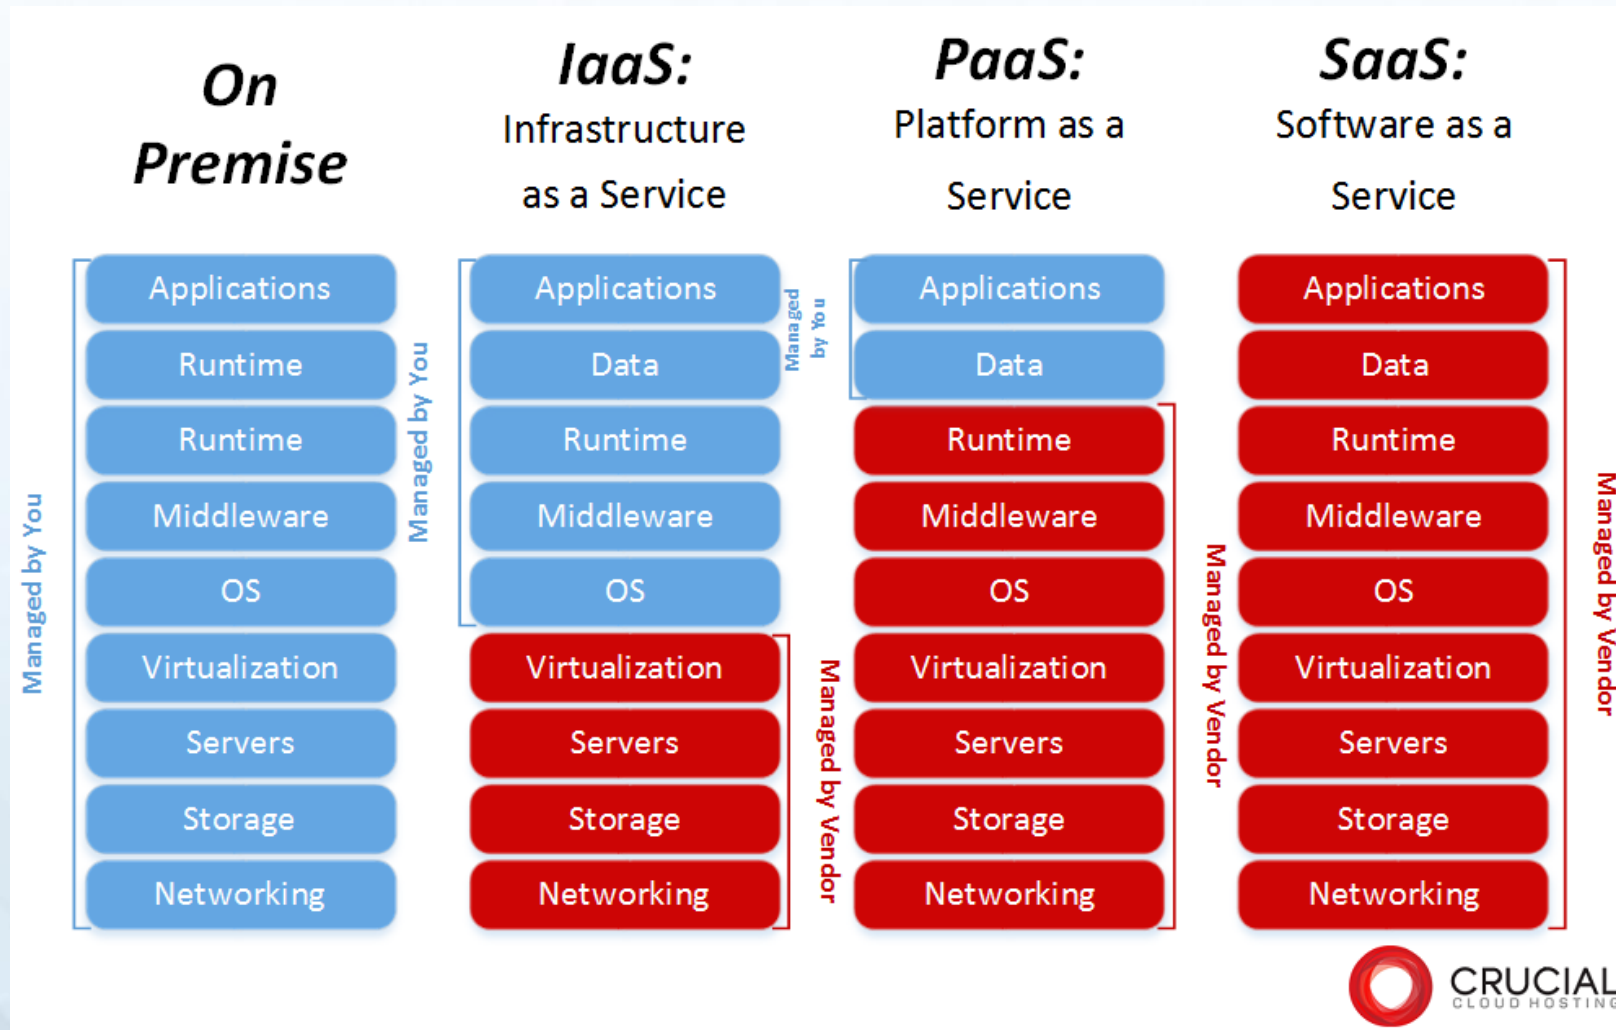 On
Premise
Managed by You
Applications
Runtime
Runtime
Middleware
OS
Virtualization
Servers
Storage
Networking
IaaS:
Infrastructure
as a Service
Managed by You
Applications
Data
Runtime
Middleware
OS
Virtualization
Servers
Storage
Networking
Managed by Vendor
PaaS:
Platform as a
Service
Managed
by You
Applications
Data
Runtime
Middleware
OS
Virtualization
Servers
Storage
Networking
Managed by Vendor
SaaS:
Software as a
Service
Applications
Data
Runtime
Middleware
OS
Virtualization
Servers
Storage
Networking
Managed by Vendor
CRUCIAL
CLOUD HOSTING